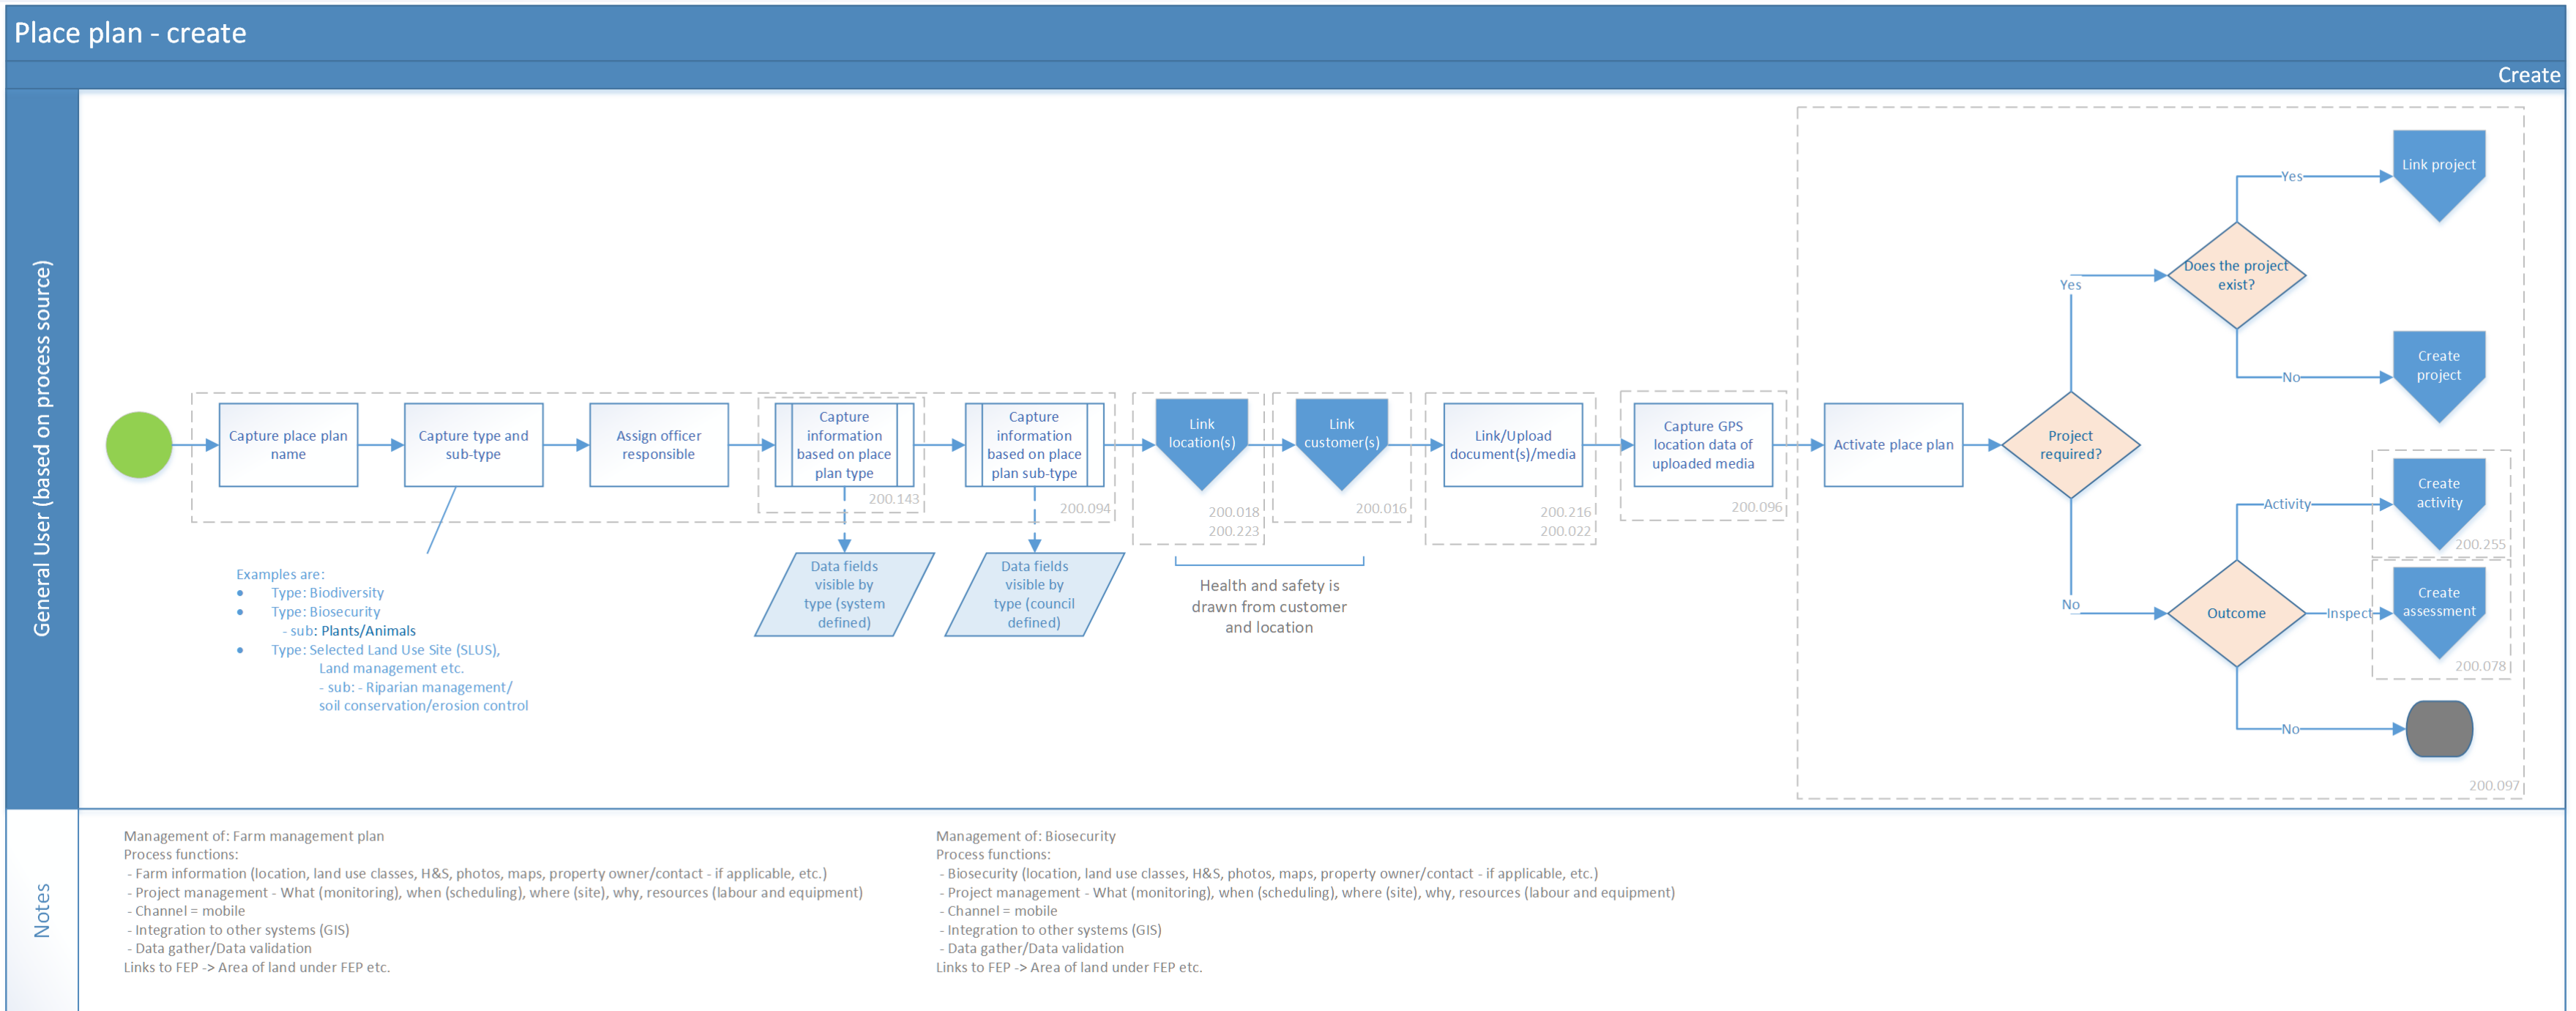 Place plan - create
Create
General User (based on process source)
Capture place plan
name
Capture type and
sub-type
Assign officer
responsible
Capture
information
based on place
plan type
200.143
Capture
information
based on place
plan sub-type
200.094
Link
location(s)
200.018
200.223
Link
customer(s)
200.016
Link/Upload
document(s)/media
200.216
200.022
Capture GPS
location data of
uploaded media
200.096
Activate place plan
Project
required?
Yes
Does the project
exist?
Yes
Link project
No
Create
project
No
Outcome
Activity
Create
activity
200.255
Inspect
Create
assessment
200.078
No
200.097
Examples are:
• Type: Biodiversity
• Type: Biosecurity
- sub: Plants/Animals
• Type: Selected Land Use Site (SLUS),
Land management etc.
- sub: - Riparian management/
soil conservation/erosion control
Data fields
visible by
type (system
defined)
Data fields
visible by
type (council
defined)
Health and safety is
drawn from customer
and location
Notes
Management of: Farm management plan
Process functions:
- Farm information (location, land use classes, H&S, photos, maps, property owner/contact - if applicable, etc.)
- Project management - What (monitoring), when (scheduling), where (site), why, resources (labour and equipment)
- Channel = mobile
- Integration to other systems (GIS)
- Data gather/Data validation
Links to FEP -> Area of land under FEP etc.
Management of: Biosecurity
Process functions:
- Biosecurity (location, land use classes, H&S, photos, maps, property owner/contact - if applicable, etc.)
- Project management - What (monitoring), when (scheduling), where (site), why, resources (labour and equipment)
- Channel = mobile
- Integration to other systems (GIS)
- Data gather/Data validation
Links to FEP -> Area of land under FEP etc.